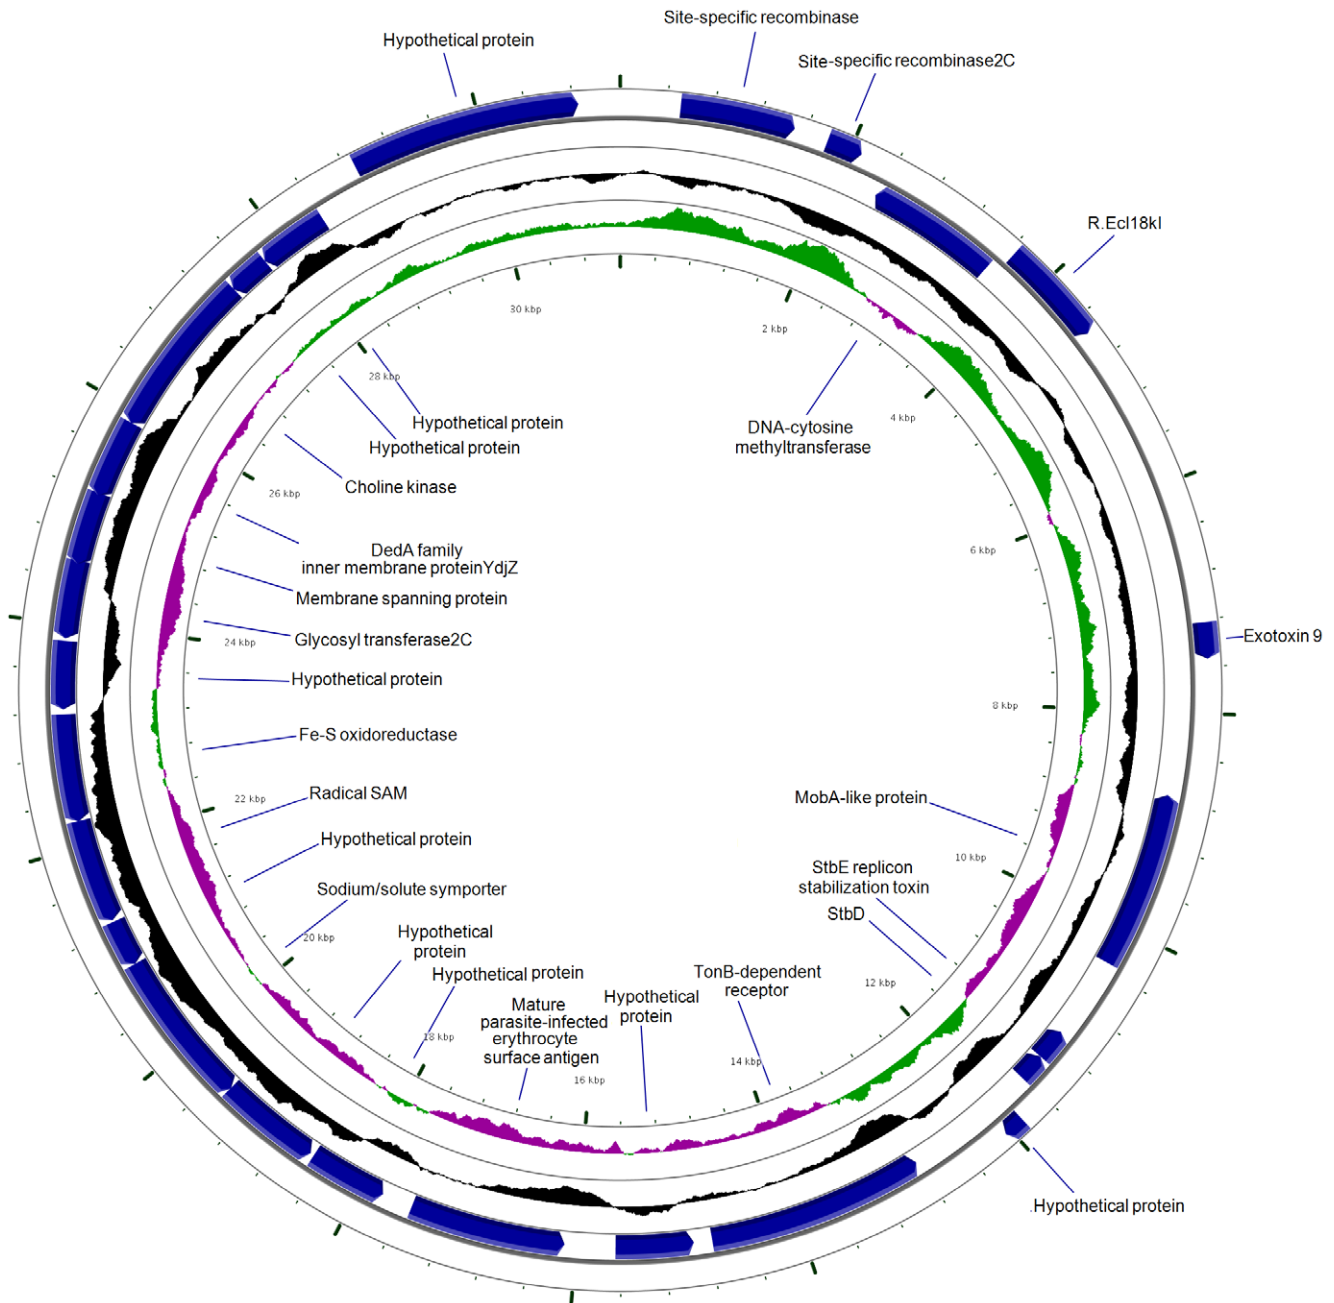 Site-specific recombinase
Hypothetical protein
Site-specific recombinase2C
R.Ecl18kI
30 kbp
2 kbp
28 kbp
4 kbp
Hypothetical protein
DNA-cytosine
methyltransferase
Hypothetical protein
Choline kinase
26 kbp
6 kbp
DedA family
inner membrane proteinYdjZ
Membrane spanning protein
Glycosyl transferase2C
24 kbp
Exotoxin 9
Hypothetical protein
8 kbp
Fe-S oxidoreductase
Radical SAM
22 kbp
MobA-like protein
Hypothetical protein
10 kbp
StbE replicon
stabilization toxin
Sodium/solute symporter
StbD
20 kbp
Hypothetical
protein
Hypothetical protein
TonB-dependent
receptor
12 kbp
Mature
parasite-infected
erythrocyte
surface antigen
Hypothetical
protein
18 kbp
14 kbp
16 kbp
.Hypothetical protein